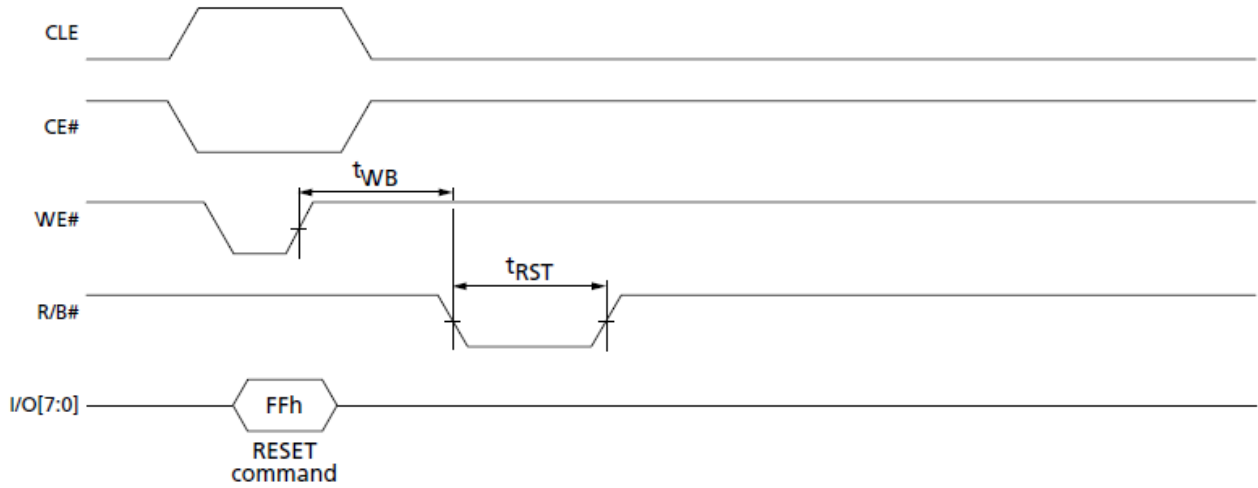 CLE
CE#
tWB
WE#
tRST
R/B#
I/O[7:0]
FFh
RESET
command